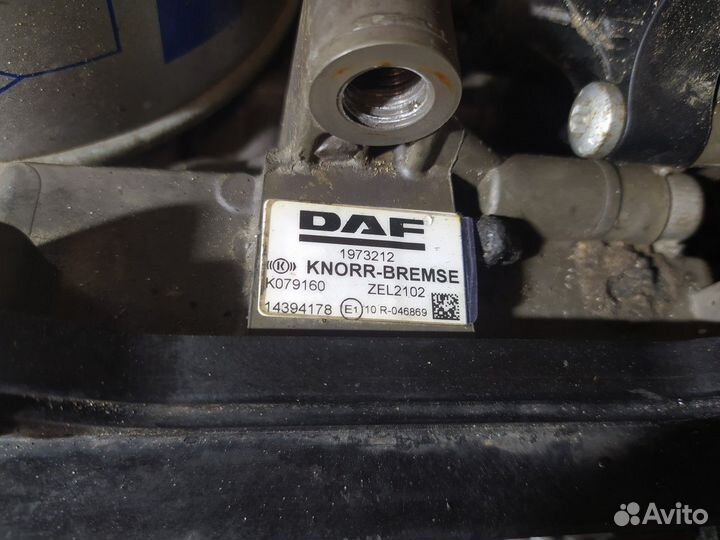 DAF
1973212
KNORR-BREMSE
K079160 ZEL2102
14394178 E1 10 R-046869
Avito